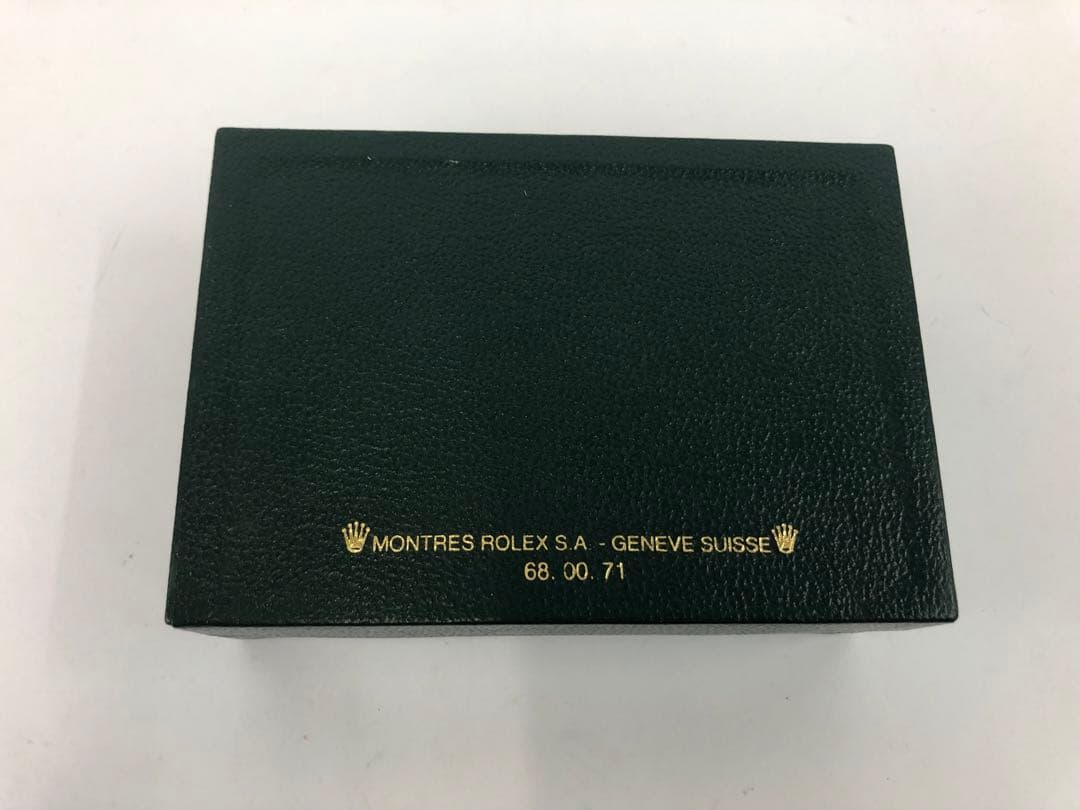 MONTRES ROLEX S.A. - GENEVE SUISSE
68. 00. 71